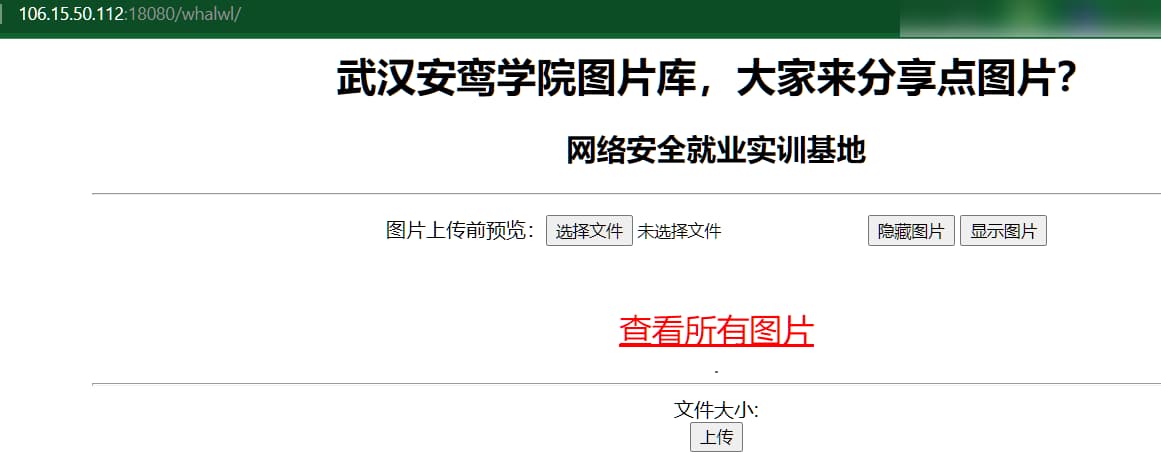 106.15.50.112:18080/whalwl/
武汉安鸾学院图片库，大家来分享点图片？
网络安全就业实训基地
图片上传前预览：选择文件 未选择文件 隐藏图片 显示图片
查看所有图片
.
文件大小:
上传